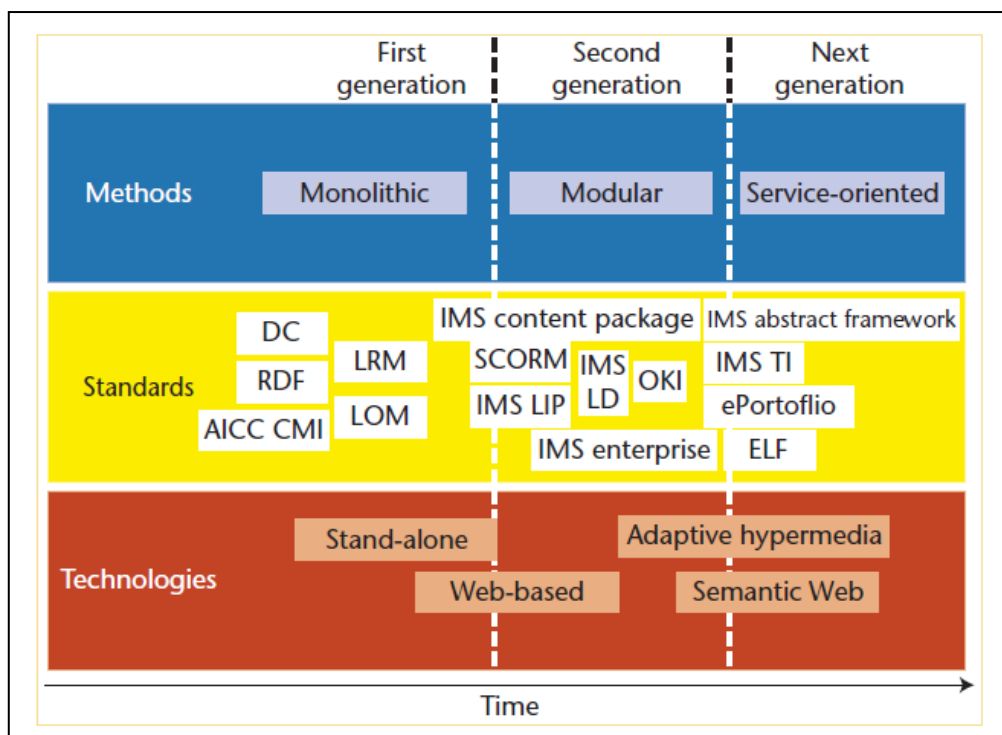 First
generation
Second
generation
Next
generation
Methods
Monolithic
Modular
Service-oriented
Standards
DC
RDF
AICC CMI
LRM
LOM
IMS content package
SCORM
IMS LIP
IMS
LD
OKI
IMS enterprise
IMS abstract framework
IMS TI
ePortoflio
ELF
Technologies
Stand-alone
Web-based
Adaptive hypermedia
Semantic Web
Time